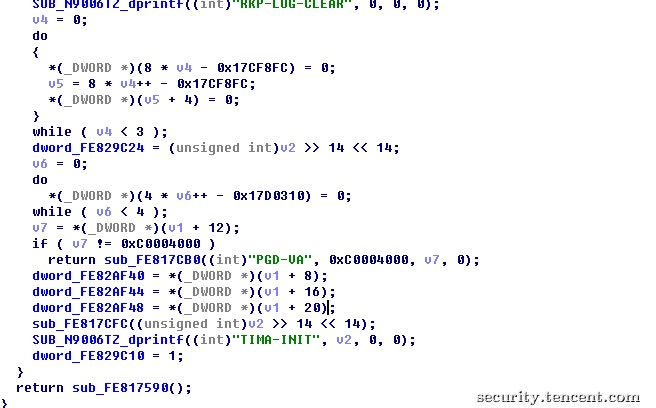 SUB_N9006TZ_dprintf((int)"RKP-LOG-CLEAR", 0, 0, 0);
v4 = 0;
do
{
*(_DWORD *)(8 * v4 - 0x17CF8FC) = 0;
v5 = 8 * v4++ - 0x17CF8FC;
*(_DWORD *)(v5 + 4) = 0;
}
while ( v4 < 3 );
dword_FE829C24 = (unsigned int)v2 >> 14 << 14;
v6 = 0;
do
*(_DWORD *)(4 * v6++ - 0x17D0310) = 0;
while ( v6 < 4 );
v7 = *(_DWORD *)(v1 + 12);
if ( v7 != 0xC0004000 )
return sub_FE817CB0((int)"PGD-VA", 0xC0004000, v7, 0);
dword_FE82AF40 = *(_DWORD *)(v1 + 8);
dword_FE82AF44 = *(_DWORD *)(v1 + 16);
dword_FE82AF48 = *(_DWORD *)(v1 + 20);
sub_FE817CFC((unsigned int)v2 >> 14 << 14);
SUB_N9006TZ_dprintf((int)"TIMA-INIT", v2, 0, 0);
dword_FE829C10 = 1;
}
return sub_FE817590();
}
security.tencent.com